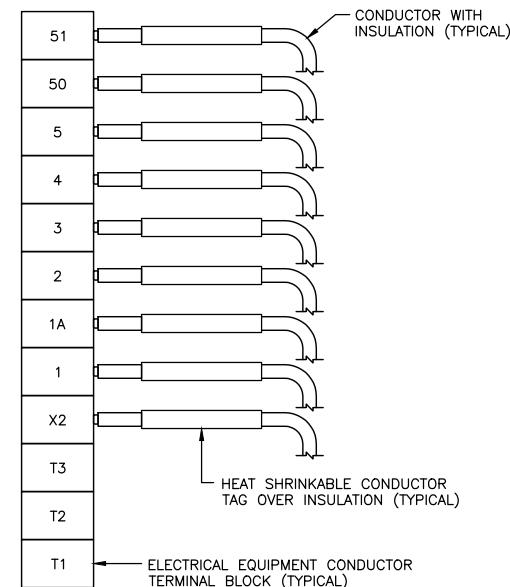 CONDUCTOR WITH
INSULATION (TYPICAL)
51
50
5
4
3
2
1A
1
X2
T3
HEAT SHRINKABLE CONDUCTOR
TAG OVER INSULATION (TYPICAL)
T2
T1
ELECTRICAL EQUIPMENT CONDUCTOR
TERMINAL BLOCK (TYPICAL)